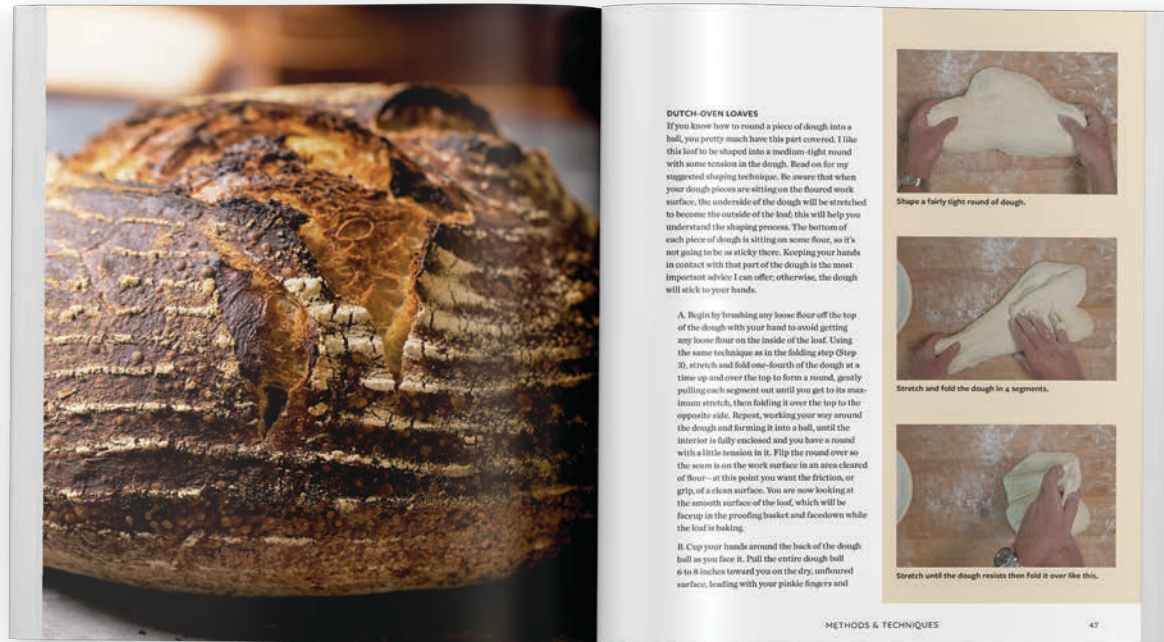 DUTCH-OVEN LOAVES
If you know how to round a piece of dough into a
ball, you pretty much have this part covered. I like
this loaf to be shaped into a medium-tight round
with some tension in the dough. Read on for my
suggested shaping technique. Be aware that when
your dough pieces are sitting on the floured work
surface, the underside of the dough will be stretched
to become the outside of the loaf; this will help you
understand the shaping process. The bottom of
each piece of dough is sitting on some flour, so it's
not going to be as sticky there. Keeping your hands
in contact with that part of the dough is the most
important advice I can offer; otherwise, the dough
will stick to your hands.
A. Begin by brushing any loose flour off the top
of the dough with your hand to avoid getting
any loose flour on the inside of the loaf. Using
the same technique as in the folding step (Step
3), stretch and fold one-fourth of the dough at a
time up and over the top to form a round, gently
pulling each segment out until you get to its max-
imum stretch, then folding it over the top to the
opposite side. Repeat, working your way around
the dough and forming it into a ball, until the
interior is fully enclosed and you have a round
with a little tension in it. Flip the round over so
the seam is on the work surface in an area cleared
of flour—at this point you want the friction, or
grip, of a clean surface. You are now looking at
the smooth surface of the loaf, which will be
faceup in the proofing basket and facedown while
the loaf is baking.
B. Cup your hands around the back of the dough
ball as you face it. Pull the entire dough ball
6 to 8 inches toward you on the dry, unfloured
surface, leading with your pinkie fingers and
Shape a fairly tight round of dough.
Stretch and fold the dough in 4 segments.
Stretch until the dough resists then fold it over like this.
METHODS & TECHNIQUES 47